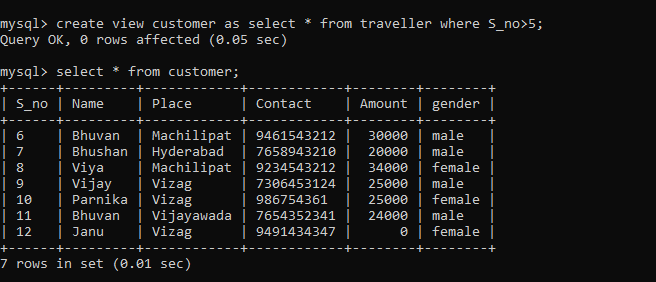 mysql> create view customer as select * from traveller where S_no>5;
Query OK, 0 rows affected (0.05 sec)
mysql> select * from customer;
+------+---------+------------+------------+--------+--------+
| S_no | Name    | Place      | Contact    | Amount | gender |
+------+---------+------------+------------+--------+--------+
| 6    | Bhuvan  | Machilipat | 9461543212 |  30000 | male   |
| 7    | Bhushan | Hyderabad  | 7658943210 |  20000 | male   |
| 8    | Viya    | Machilipat | 9234543212 |  34000 | female |
| 9    | Vijay   | Vizag      | 7306453124 |  25000 | male   |
| 10   | Parnika | Vizag      | 986754361  |  25000 | female |
| 11   | Bhuvan  | Vijayawada | 7654352341 |  24000 | male   |
| 12   | Janu    | Vizag      | 9491434347 |      0 | female |
+------+---------+------------+------------+--------+--------+
7 rows in set (0.01 sec)